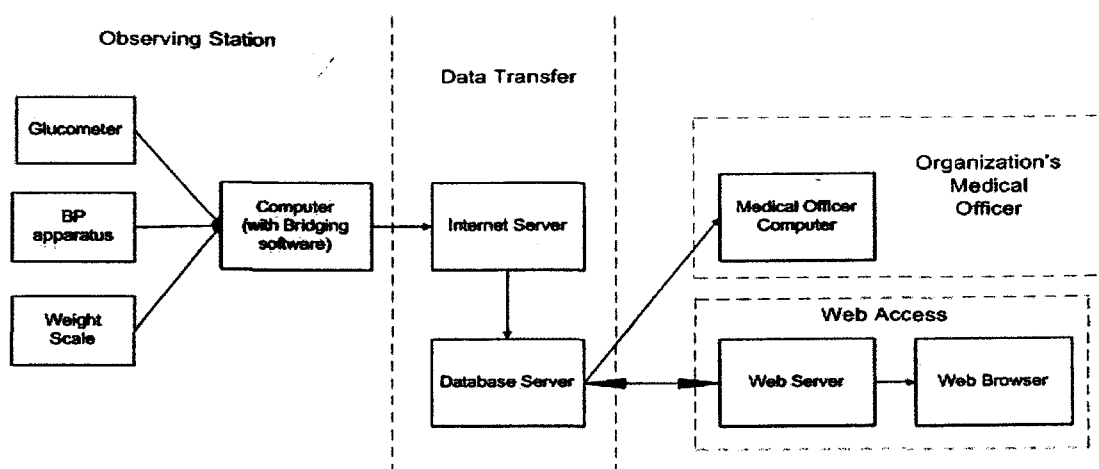 Observing Station
Data Transfer
Glucometer
BP
apparatus
Weight
Scale
Computer
(with Bridging
software)
Internet Server
Database Server
Organization's
Medical
Officer
Medical Officer
Computer
Web Access
Web Server
Web Browser